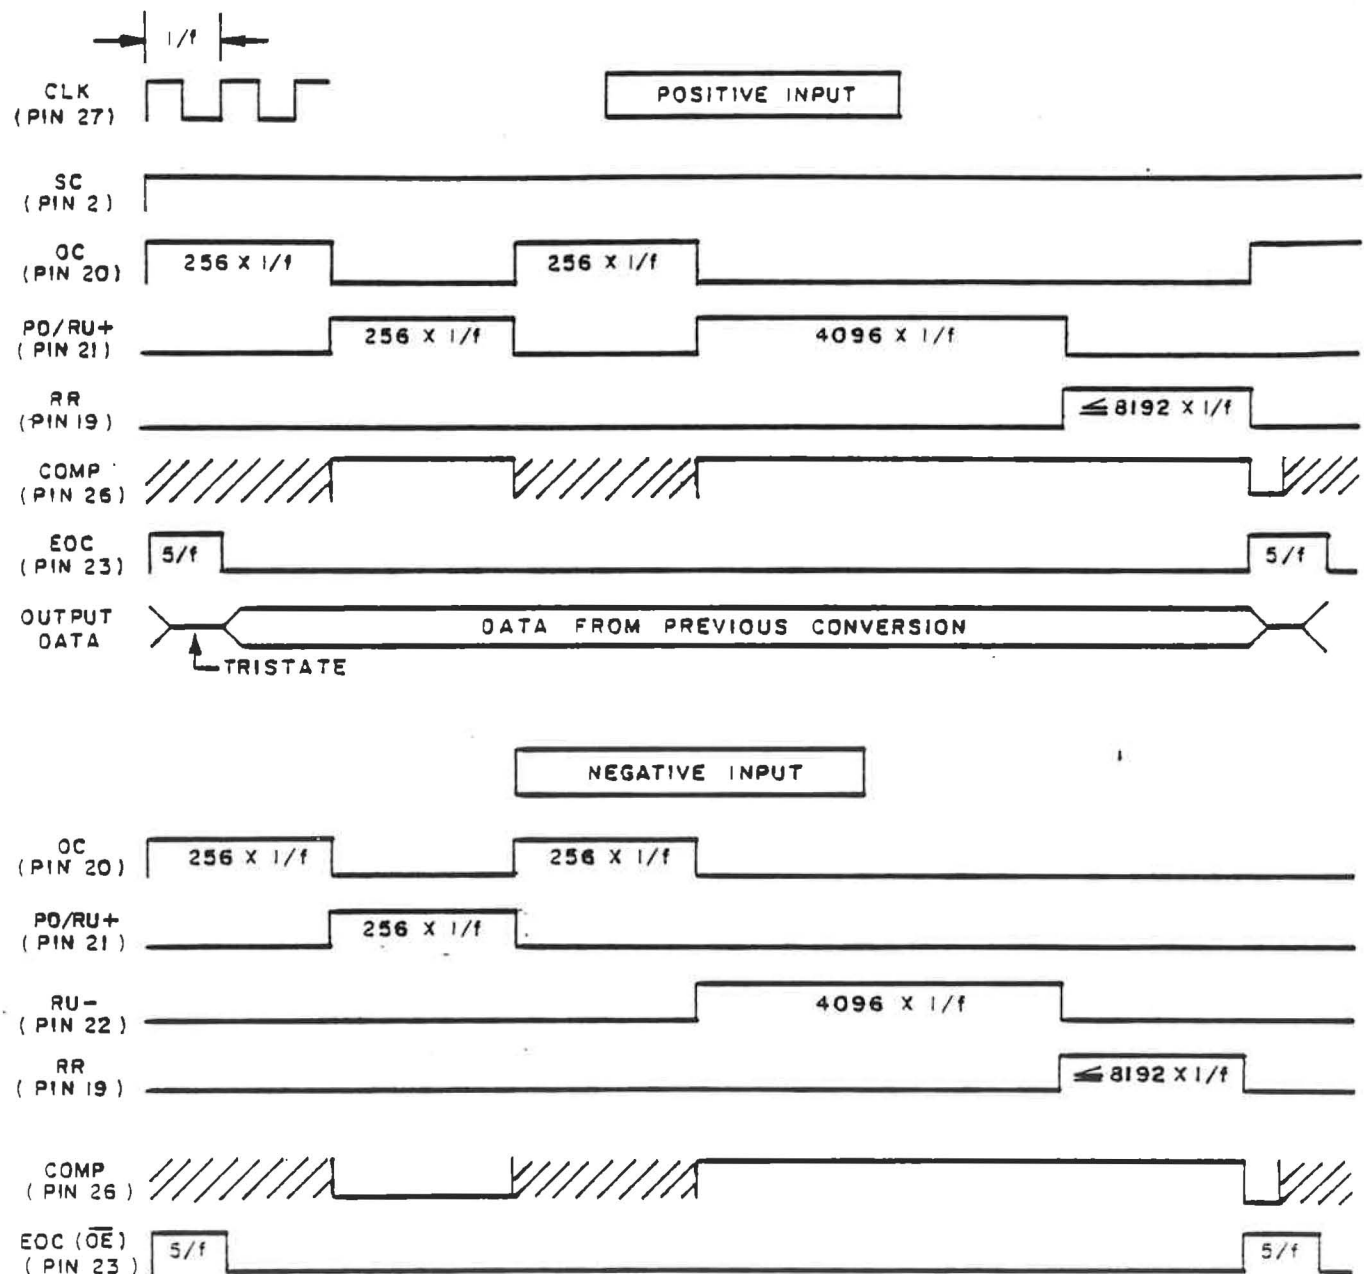 1/f
CLK
(PIN 27)
POSITIVE INPUT
SC
(PIN 2)
OC
(PIN 20)
256 X 1/f
256 X 1/f
PO/RU+
(PIN 21)
256 X 1/f
4096 X 1/f
RR
(PIN 19)
≦ 8192 X 1/f
COMP
(PIN 26)
EOC
(PIN 23)
5/f
5/f
OUTPUT
DATA
DATA FROM PREVIOUS CONVERSION
TRISTATE
NEGATIVE INPUT
OC
(PIN 20)
256 X 1/f
256 X 1/f
PO/RU+
(PIN 21)
256 X 1/f
RU-
(PIN 22)
4096 X 1/f
RR
(PIN 19)
≦ 8192 X 1/f
COMP
(PIN 26)
EOC (O̅E̅)
(PIN 23)
5/f
5/f